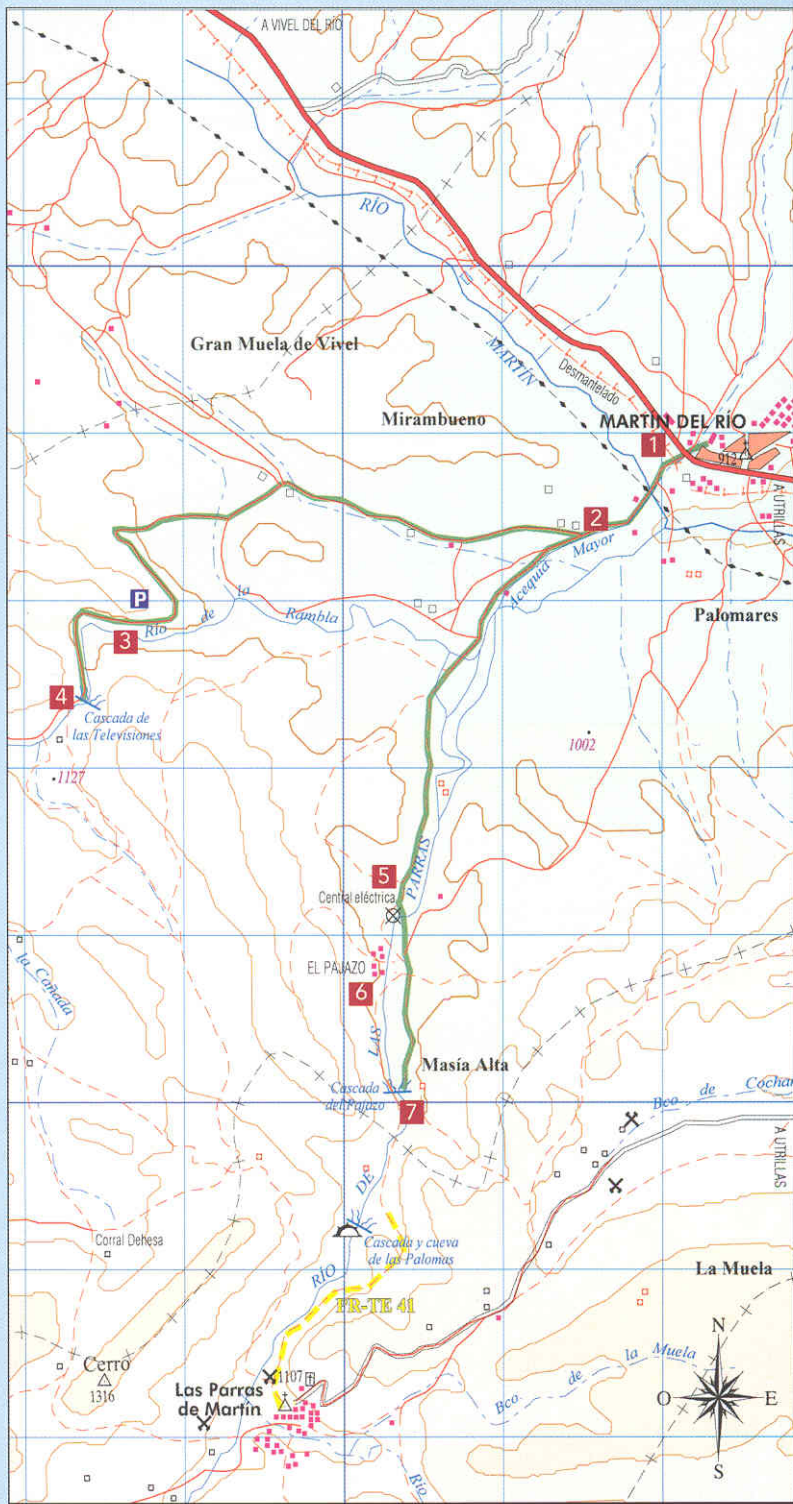 A VIVEL DEL RÍO
RÍO
Gran Muela de Vivel
MARTÍN
Desmantelado
Mirambueno
MARTÍN DEL RÍO
1
912
2
A UTRILLAS
Acequia Mayor
P
Río de la Rambla
Palomares
3
4
Cascada de
las Televisiones
1002
1127
5
PARRAS
Central eléctrica
EL PAJAZO
la Cañada
6
LAS
Masía Alta
Cascada
del Pajazo
7
Bco de Cochar
A UTRILLAS
DE
Corral Dehesa
Cascada y cueva
de las Palomas
RÍO
La Muela
PR-TE 41
N
Cerro
1316
1107
Las Parras
de Martín
Bco de la Muela
O
E
S
Río